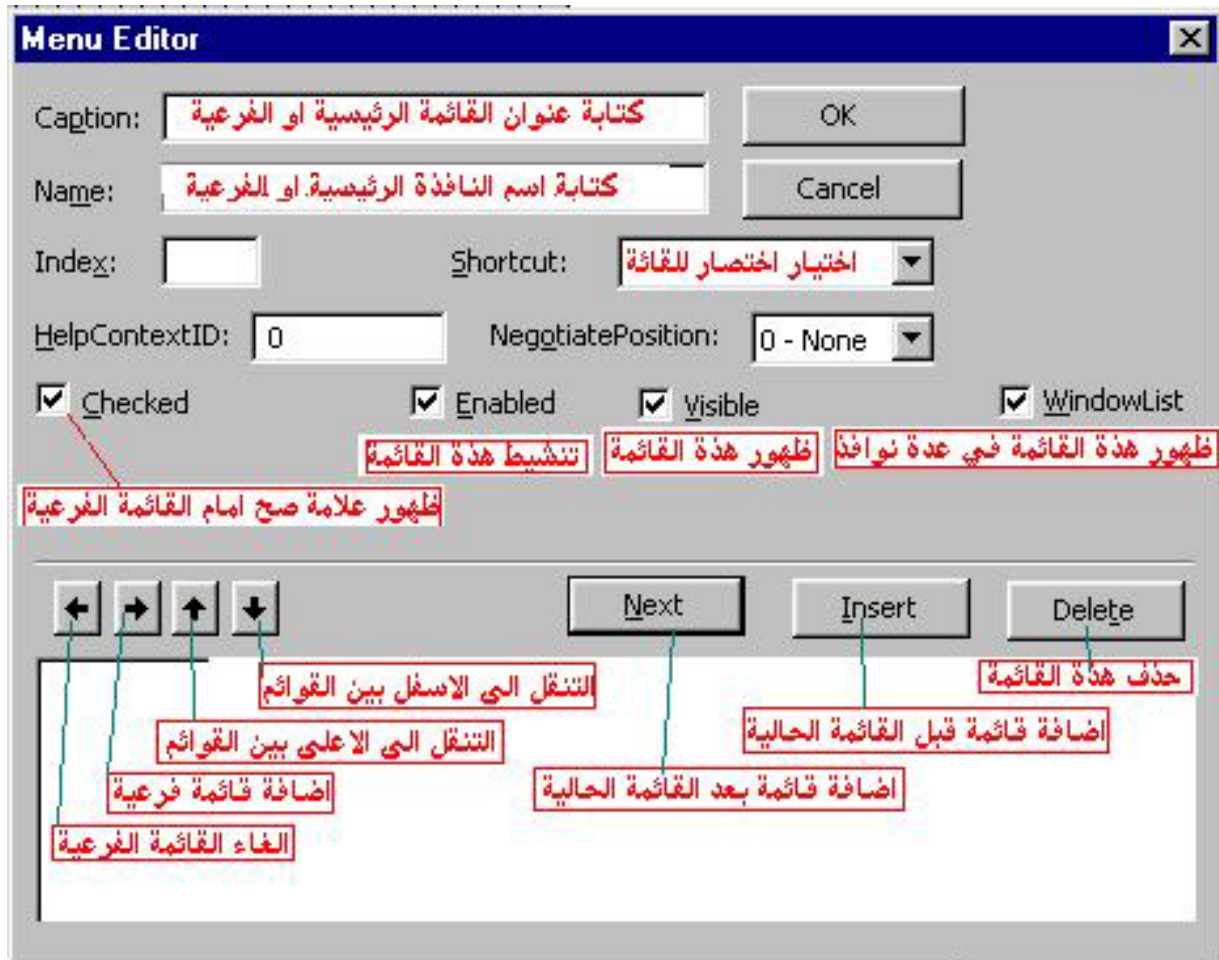 Menu Editor
Caption: كتابة عنوان القائمة الرئيسية او الفرعية OK
Name: كتابة اسم النافذة الرئيسية او الفرعية Cancel
Index: Shortcut: اختيار اختصار للقائة
HelpContextID: 0 NegotiatePosition: 0 - None
Checked Enabled Visible WindowList
تنشيط هذة القائمة ظهور هذة القائمة ظهور هذة القائمة في عدة نوافذ
ظهور علامة صح امام القائمة الفرعية
Next Insert Delete
التنقل الى الاسفل بين القوائم حذف هذة القائمة
التنقل الى الاعلى بين القوائم اضافة قائمة قبل القائمة الحالية
اضافة قائمة فرعية اضافة قائمة بعد القائمة الحالية
الغاء القائمة الفرعية